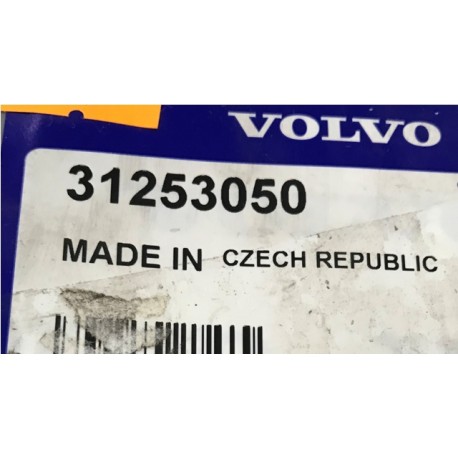 VOLVO
31253050
MADE IN CZECH REPUBLIC